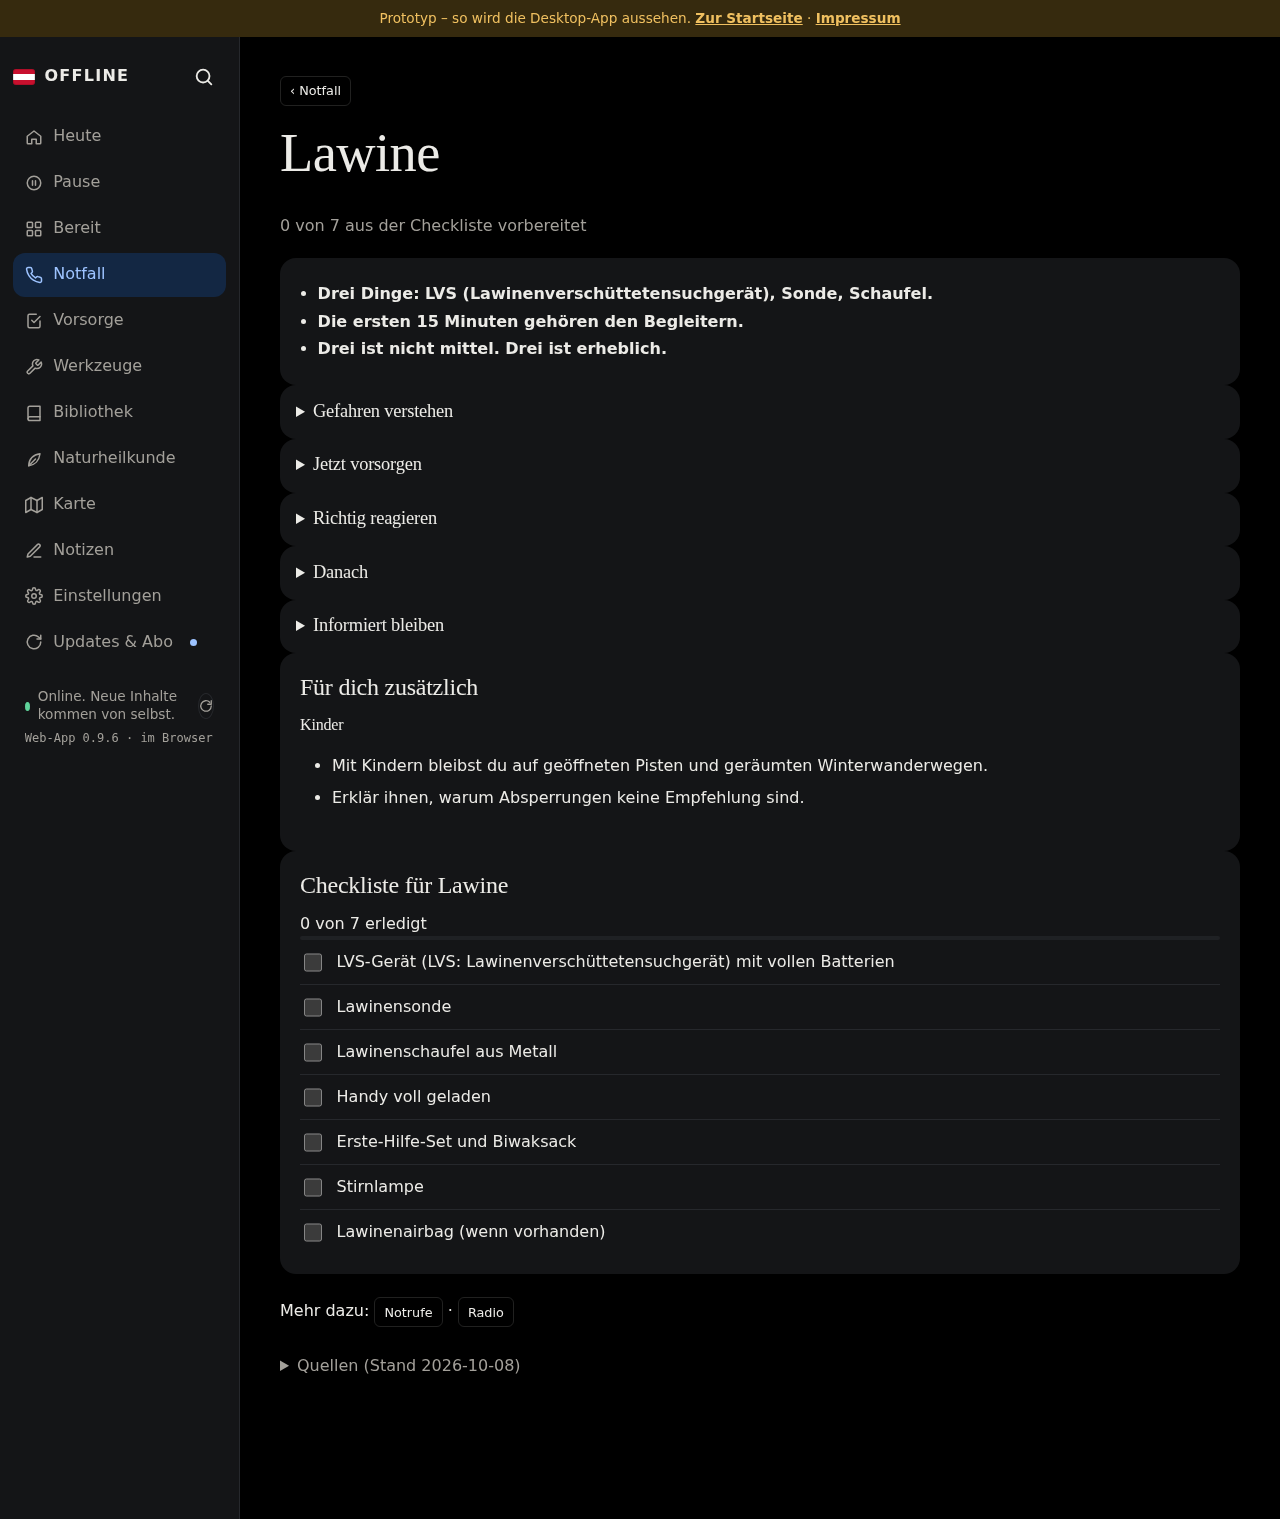 Prototyp – so wird die Desktop-App aussehen. Zur Startseite · Impressum
OFFLINE
Heute
Pause
Bereit
Notfall
Vorsorge
Werkzeuge
Bibliothek
Naturheilkunde
Karte
Notizen
Einstellungen
Updates & Abo
Online. Neue Inhalte
kommen von selbst.
Web-App 0.9.6 · im Browser
‹ Notfall
Lawine
0 von 7 aus der Checkliste vorbereitet
• Drei Dinge: LVS (Lawinenverschüttetensuchgerät), Sonde, Schaufel.
• Die ersten 15 Minuten gehören den Begleitern.
• Drei ist nicht mittel. Drei ist erheblich.
Gefahren verstehen
Jetzt vorsorgen
Richtig reagieren
Danach
Informiert bleiben
Für dich zusätzlich
Kinder
• Mit Kindern bleibst du auf geöffneten Pisten und geräumten Winterwanderwegen.
• Erklär ihnen, warum Absperrungen keine Empfehlung sind.
Checkliste für Lawine
0 von 7 erledigt
LVS-Gerät (LVS: Lawinenverschüttetensuchgerät) mit vollen Batterien
Lawinensonde
Lawinenschaufel aus Metall
Handy voll geladen
Erste-Hilfe-Set und Biwaksack
Stirnlampe
Lawinenairbag (wenn vorhanden)
Mehr dazu: Notrufe · Radio
Quellen (Stand 2026-10-08)